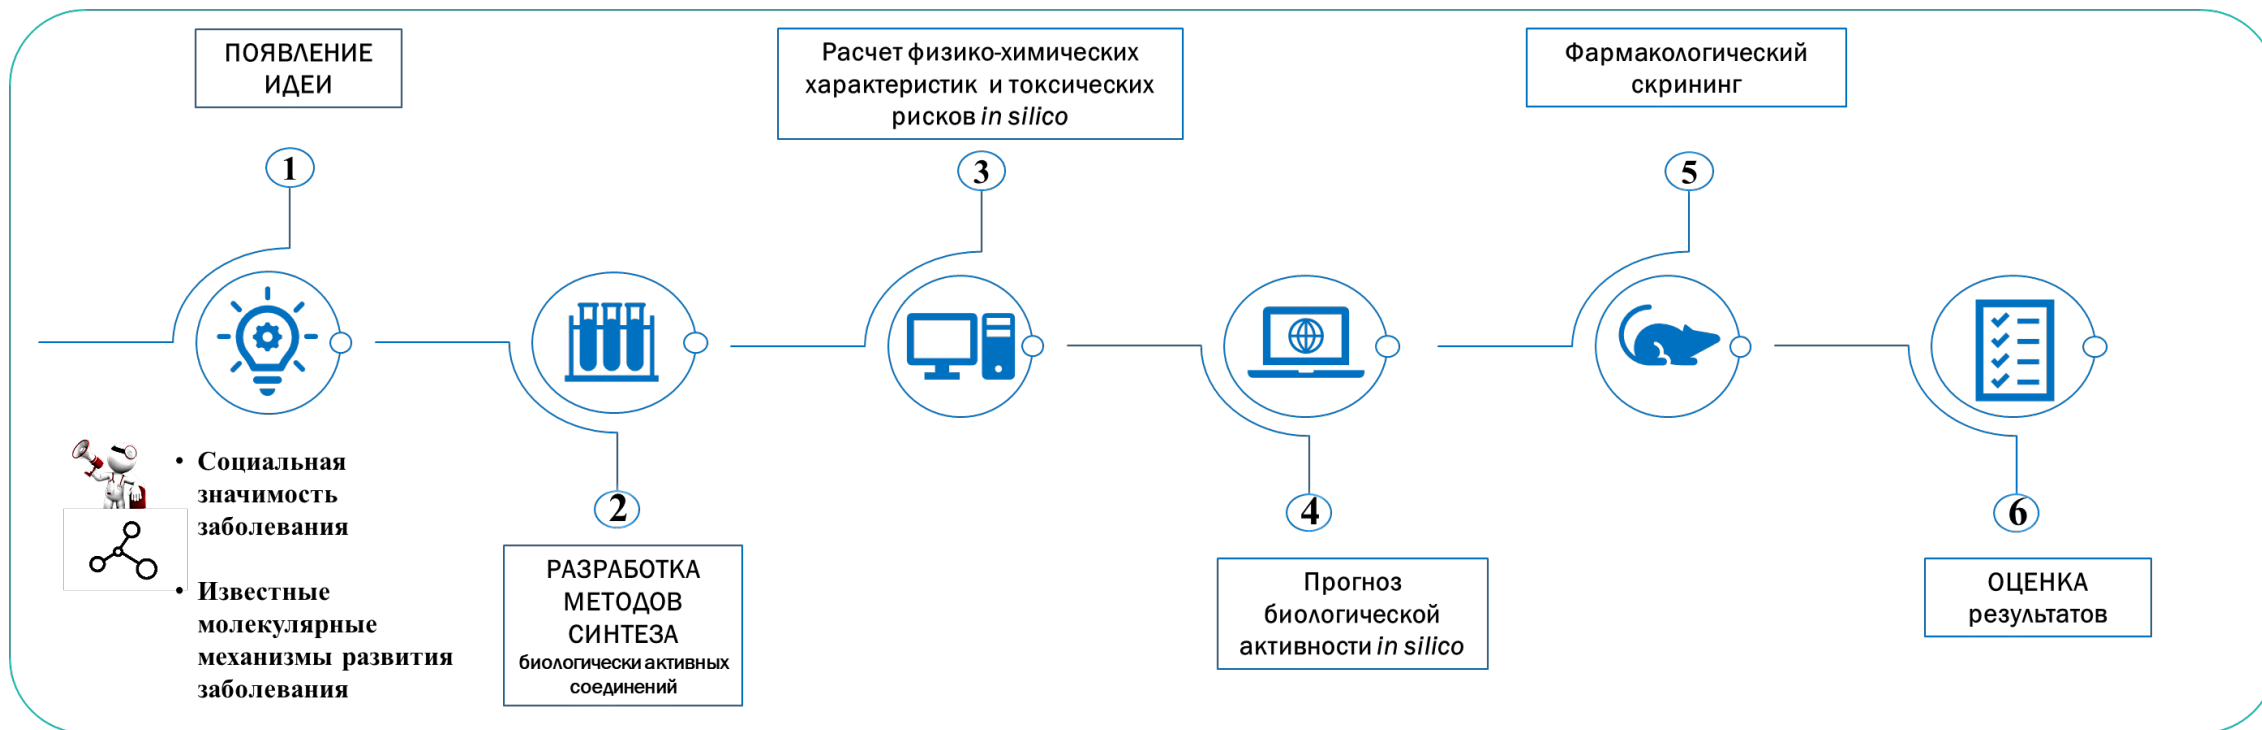 ПОЯВЛЕНИЕ
ИДЕИ
1
• Социальная
значимость
заболевания
• Известные
молекулярные
механизмы развития
заболевания
2
РАЗРАБОТКА
МЕТОДОВ
СИНТЕЗА
биологически активных
соединений
Расчет физико-химических
характеристик и токсических
рисков in silico
3
4
Прогноз
биологической
активности in silico
Фармакологический
скрининг
5
6
ОЦЕНКА
результатов